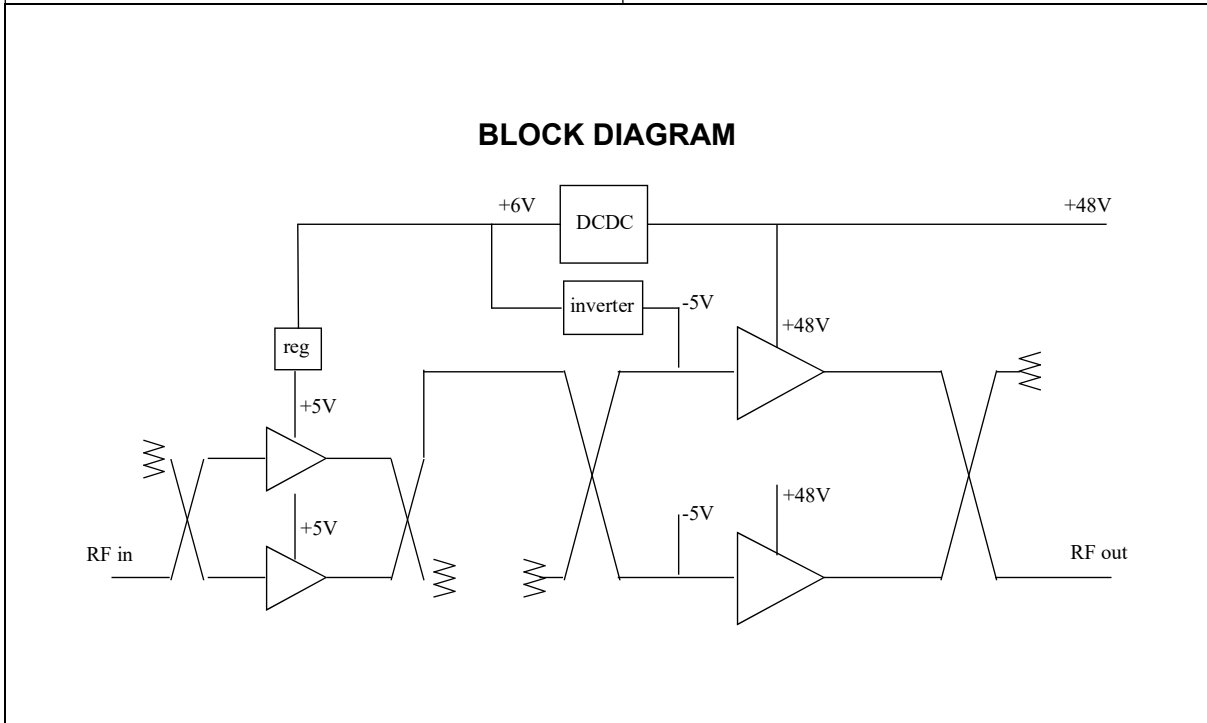 BLOCK DIAGRAM
+6V
DCDC
+48V
inverter
-5V
+48V
reg
+5V
+5V
-5V
+48V
RF in
RF out